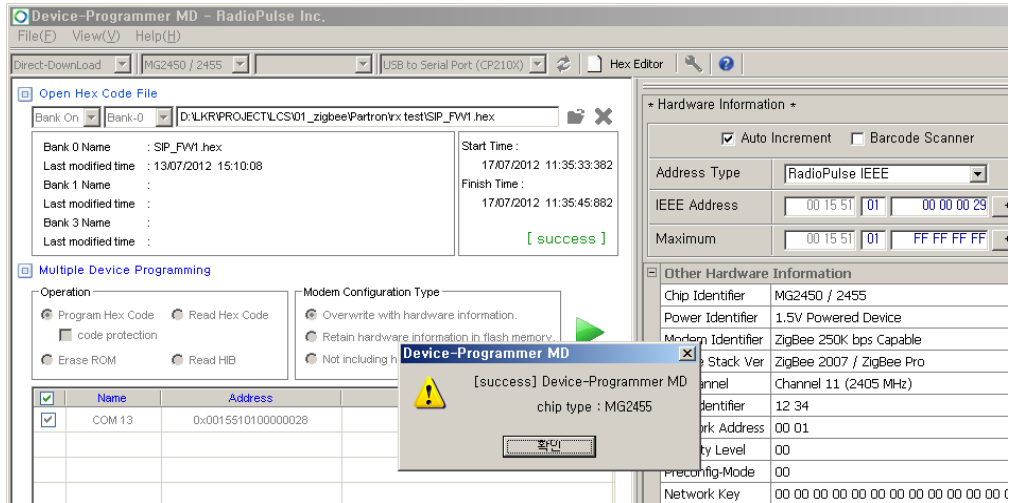 Device-Programmer MD - RadioPulse Inc.
File(F) View(V) Help(H)
Direct-DownLoad MG2450 / 2455 USB to Serial Port (CP210X) Hex Editor
Open Hex Code File
Bank On Bank-0 D:\LKR\PROJECT\LCS\01_zigbee\Partron\rx test\SIP_FW1.hex
Bank 0 Name : SIP_FW1.hex
Last modified time : 13/07/2012 15:10:08
Bank 1 Name :
Last modified time :
Bank 3 Name :
Last modified time :
Start Time :
17/07/2012 11:35:33:382
Finish Time :
17/07/2012 11:35:45:882
[ success ]
Multiple Device Programming
Operation
Program Hex Code Read Hex Code
code protection
Erase ROM Read HIB
Modem Configuration Type
Overwrite with hardware information.
Retain hardware information in flash memory.
Not including h
Name Address
COM 13 0x0015510100000028
Device-Programmer MD
[success] Device-Programmer MD
chip type : MG2455
확인
* Hardware Information *
Auto Increment Barcode Scanner
Address Type RadioPulse IEEE
IEEE Address 00 15 51 01 00 00 00 29
Maximum 00 15 51 01 FF FF FF FF
Other Hardware Information
Chip Identifier MG2450 / 2455
Power Identifier 1.5V Powered Device
Modem Identifier ZigBee 250K bps Capable
Stack Ver ZigBee 2007 / ZigBee Pro
annel Channel 11 (2405 MHz)
dentifier 12 34
rk Address 00 01
ty Level 00
Preconfig-Mode 00
Network Key 00 00 00 00 00 00 00 00 00 00 00 00 0